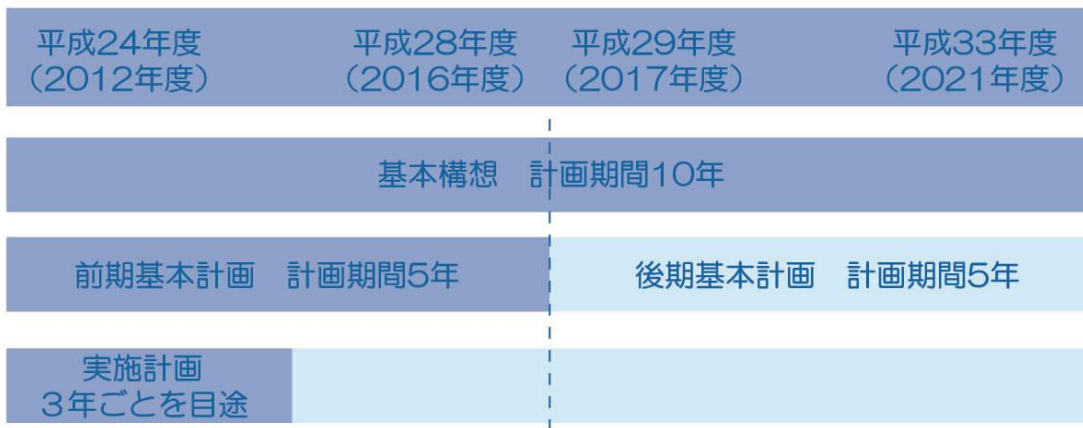 平成24年度　平成28年度　平成29年度　平成33年度
（2012年度）　（2016年度）　（2017年度）　（2021年度）
基本構想　計画期間10年
前期基本計画　計画期間5年　後期基本計画　計画期間5年
実施計画
３年ごとを目途